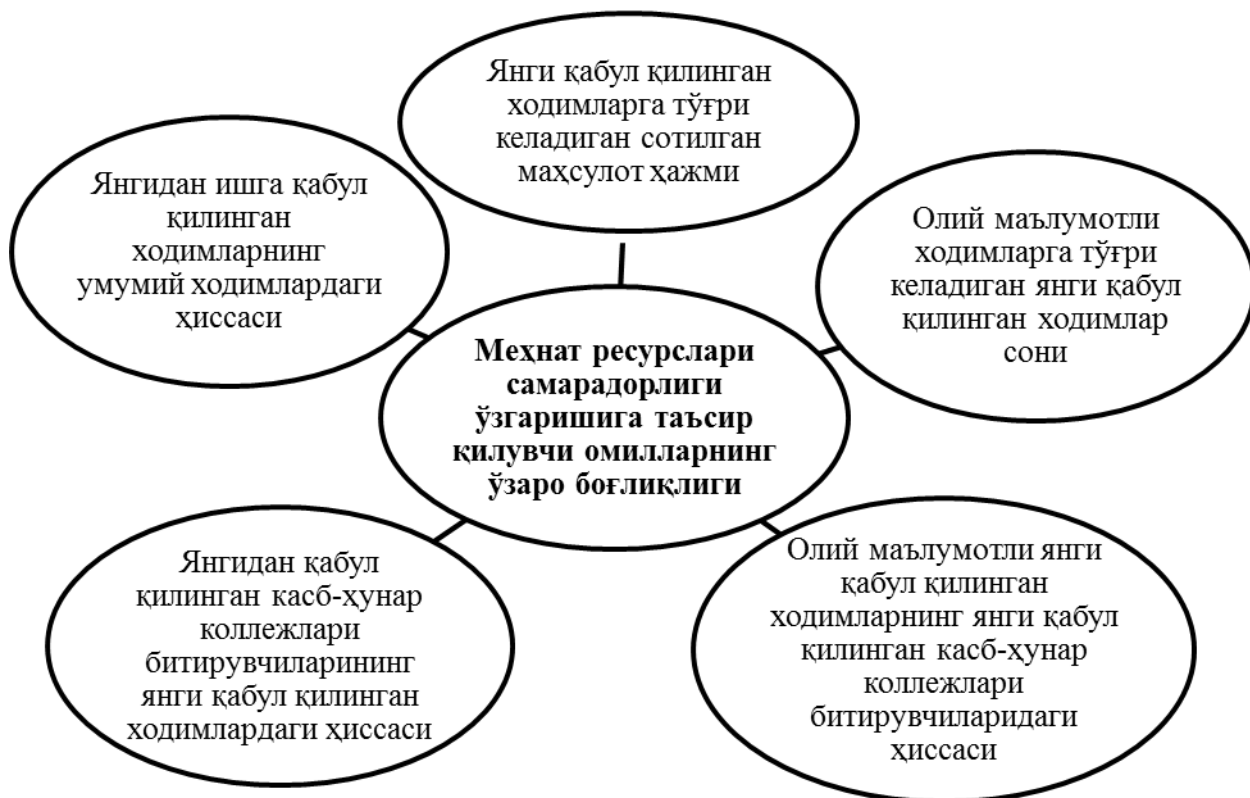 Янги қабул қилинган
ходимларга тўғри
келадиган сотилган
маҳсулот ҳажми
Янгидан ишга қабул
қилинган
ходимларнинг
умумий ходимлардаги
ҳиссаси
Олий маълумотли
ходимларга тўғри
келадиган янги қабул
қилинган ходимлар
сони
Меҳнат ресурслари
самарадорлиги
ўзгаришига таъсир
қилувчи омилларнинг
ўзаро боғлиқлиги
Янгидан қабул
қилинган касб-ҳунар
коллежлари
битирувчиларининг
янги қабул қилинган
ходимлардаги ҳиссаси
Олий маълумотли янги
қабул қилинган
ходимларнинг янги қабул
қилинган касб-ҳунар
коллежлари
битирувчиларидаги
ҳиссаси